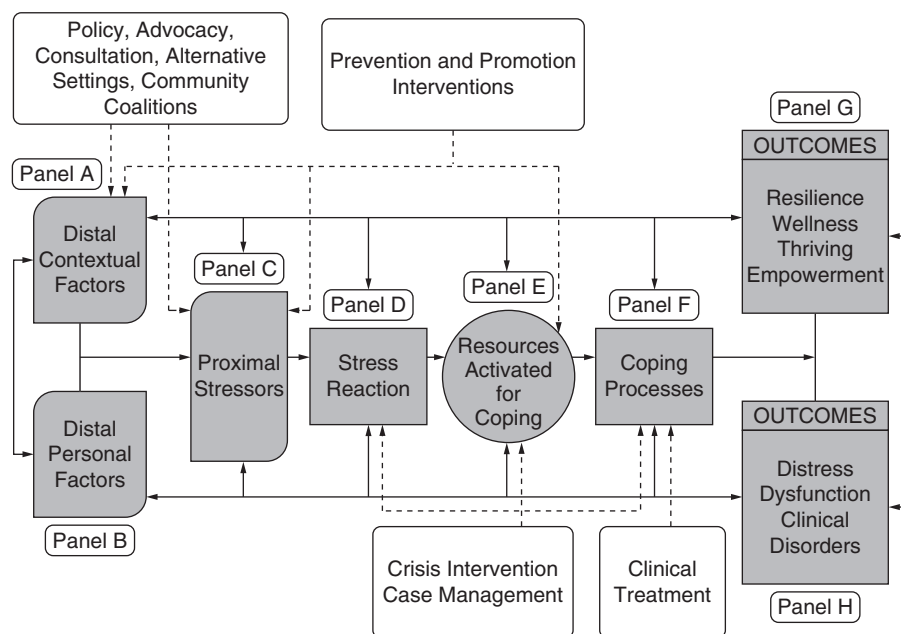 Policy, Advocacy,
Consultation, Alternative
Settings, Community
Coalitions
Prevention and Promotion
Interventions
Panel G
OUTCOMES
Resilience
Wellness
Thriving
Empowerment
Panel A
Distal
Contextual
Factors
Panel C
Proximal
Stressors
Panel D
Stress
Reaction
Panel E
Resources
Activated
for
Coping
Panel F
Coping
Processes
Distal
Personal
Factors
Panel B
OUTCOMES
Distress
Dysfunction
Clinical
Disorders
Panel H
Crisis Intervention
Case Management
Clinical
Treatment